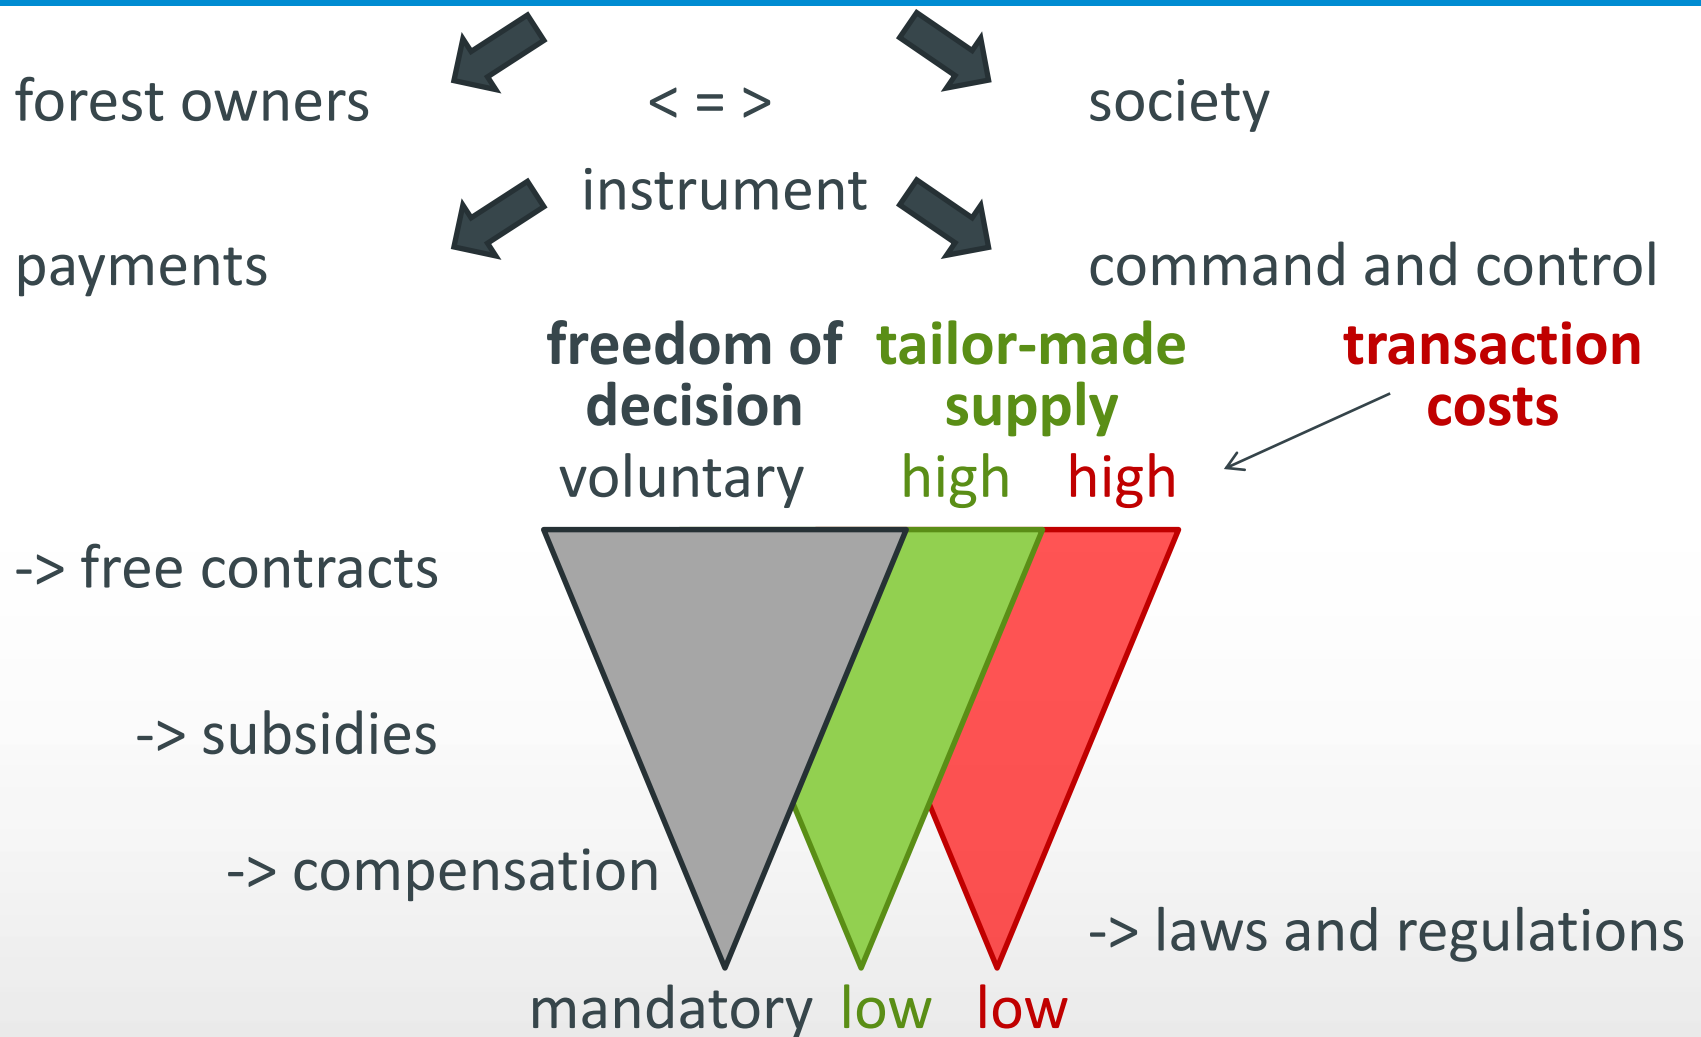 forest owners
< = >
society
instrument
payments
command and control
freedom of
decision
tailor-made
supply
transaction
costs
voluntary
high
high
-> free contracts
-> subsidies
-> compensation
-> laws and regulations
mandatory
low
low